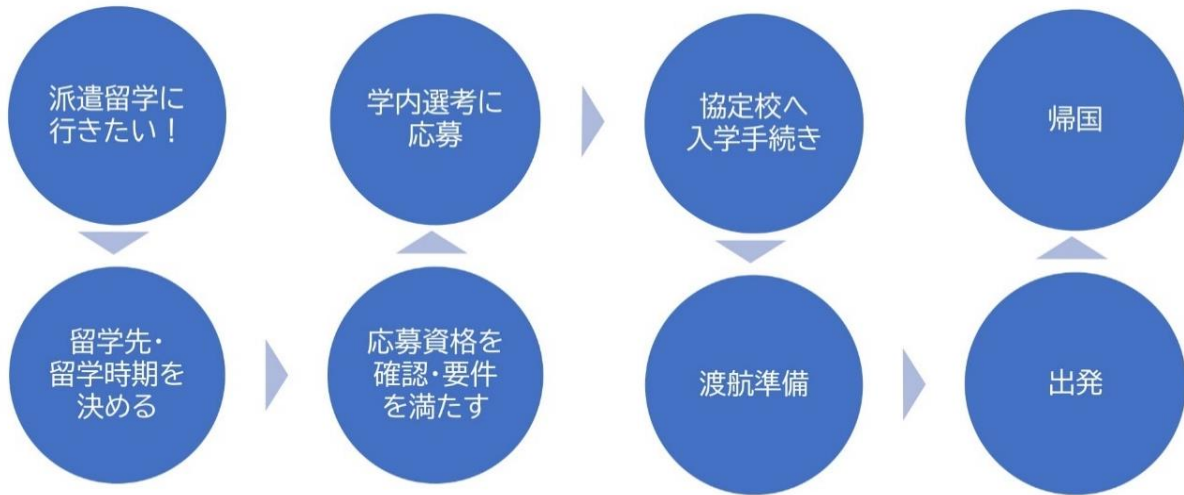 派遣留学に
行きたい！
留学先・
留学時期を
決める
応募資格を
確認・要件
を満たす
学内選考に
応募
協定校へ
入学手続き
渡航準備
出発
帰国